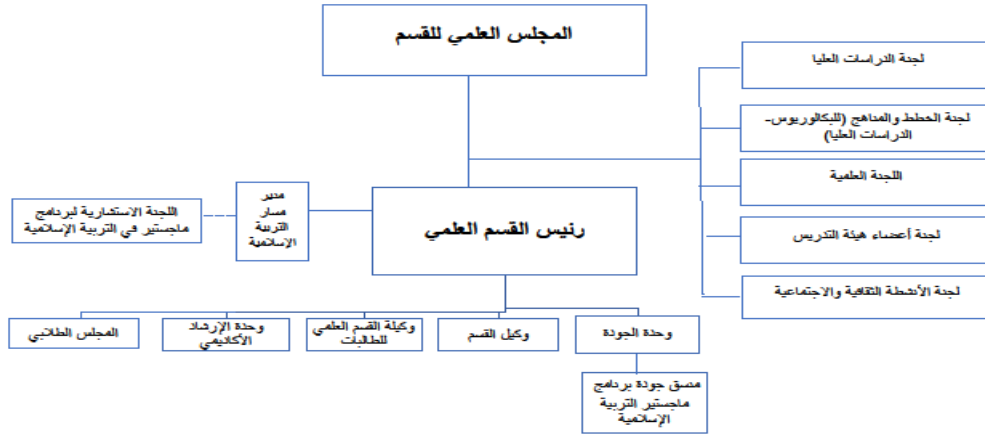 المجلس العلمي للقسم
لجنة الدراسات العليا
لجنة الخطط والمناهج (للبكالوريوس-
الدراسات العليا)
اللجنة العلمية
لجنة أعضاء هيئة التدريس
لجنة الأنشطة الثقافية والاجتماعية
رئيس القسم العلمي
مدير
مسار
التربية
الإسلامية
اللجنة الاستشارية لبرنامج
ماجستير في التربية الإسلامية
وحدة الجودة
وكيل القسم
وكيلة القسم العلمي
للطالبات
وحدة الإرشاد
الأكاديمي
المجلس الطلابي
منسق جودة برنامج
ماجستير التربية
الإسلامية